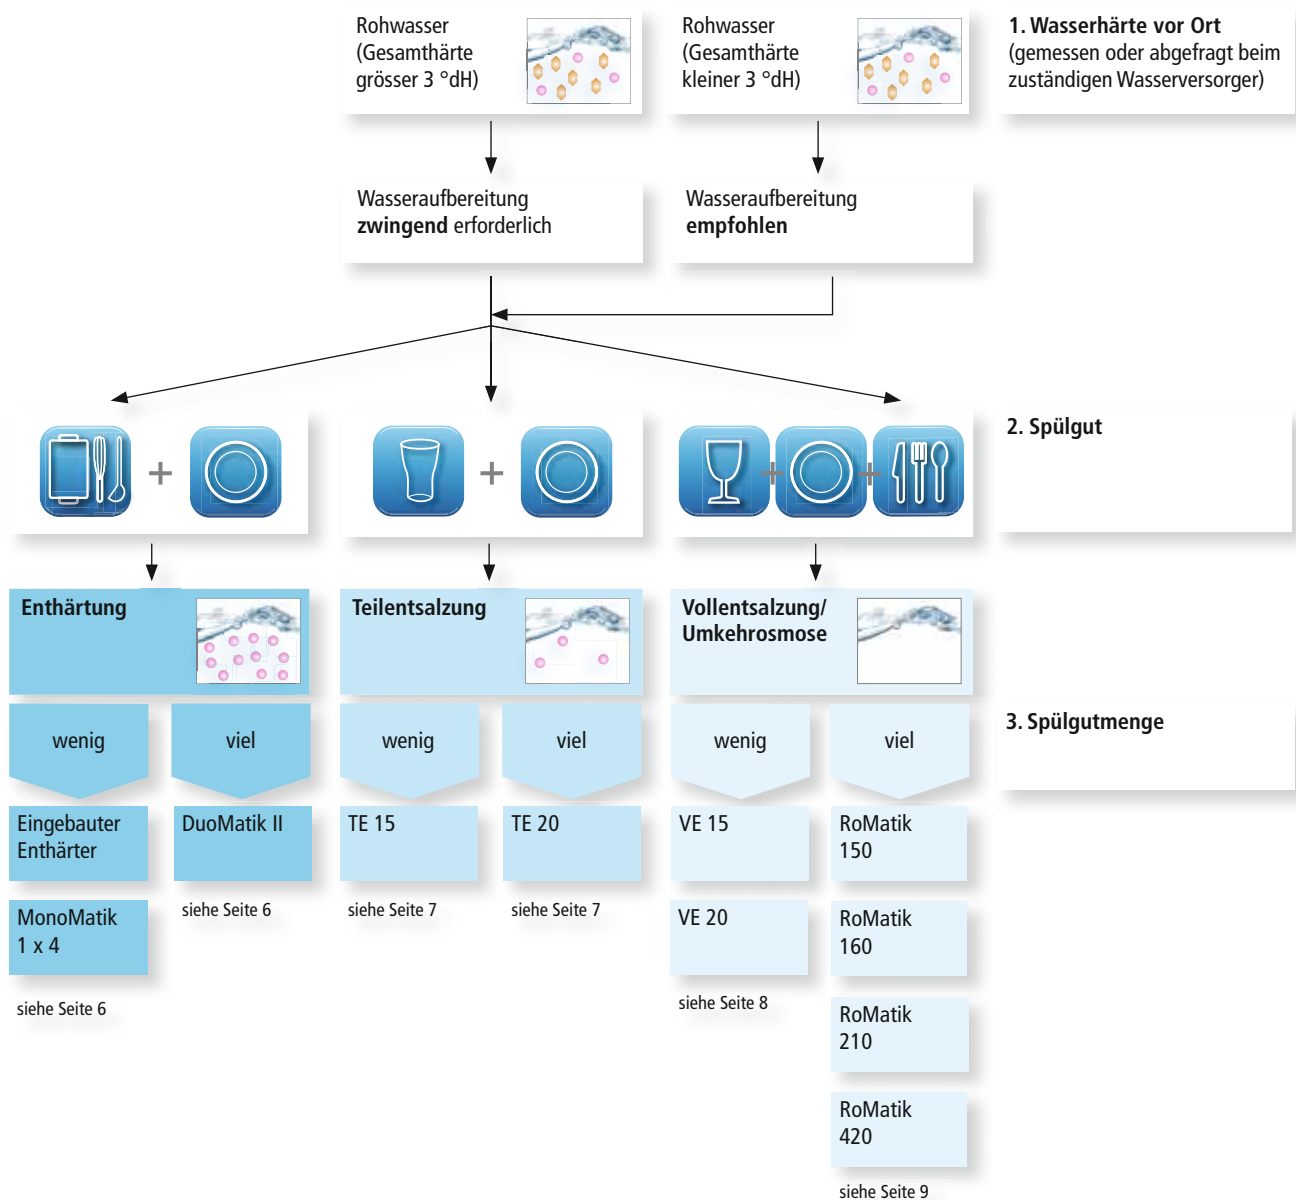 Rohwasser
(Gesamthärte
grösser 3 °dH)
Rohwasser
(Gesamthärte
kleiner 3 °dH)
1. Wasserhärte vor Ort
(gemessen oder abgefragt beim
zuständigen Wasserversorger)
Wasseraufbereitung
zwingend erforderlich
Wasseraufbereitung
empfohlen
+
+
+
+
2. Spülgut
Enthärtung
Teilentsalzung
Vollentsalzung/
Umkehrosmose
wenig
viel
wenig
viel
wenig
viel
3. Spülgutmenge
Eingebauter
Enthärter
DuoMatik II
TE 15
TE 20
VE 15
RoMatik
150
MonoMatik
1 x 4
siehe Seite 6
siehe Seite 7
siehe Seite 7
VE 20
RoMatik
160
siehe Seite 6
siehe Seite 8
RoMatik
210
RoMatik
420
siehe Seite 9